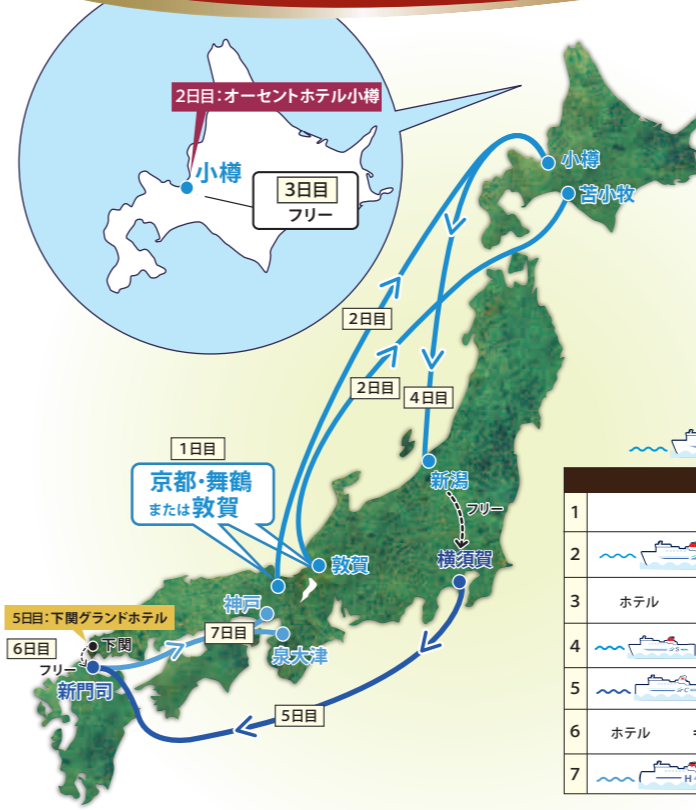 2日目：オーセントホテル小樽
小樽
3日目
フリー
小樽
苫小牧
2日目
2日目
4日目
1日目
京都・舞鶴
または敦賀
新潟
フリー
横須賀
敦賀
神戸
5日目：下関グランドホテル
6日目
下関
フリー
新門司
7日目
泉大津
5日目
1
2
3 ホテル
4
5
6 ホテル
7